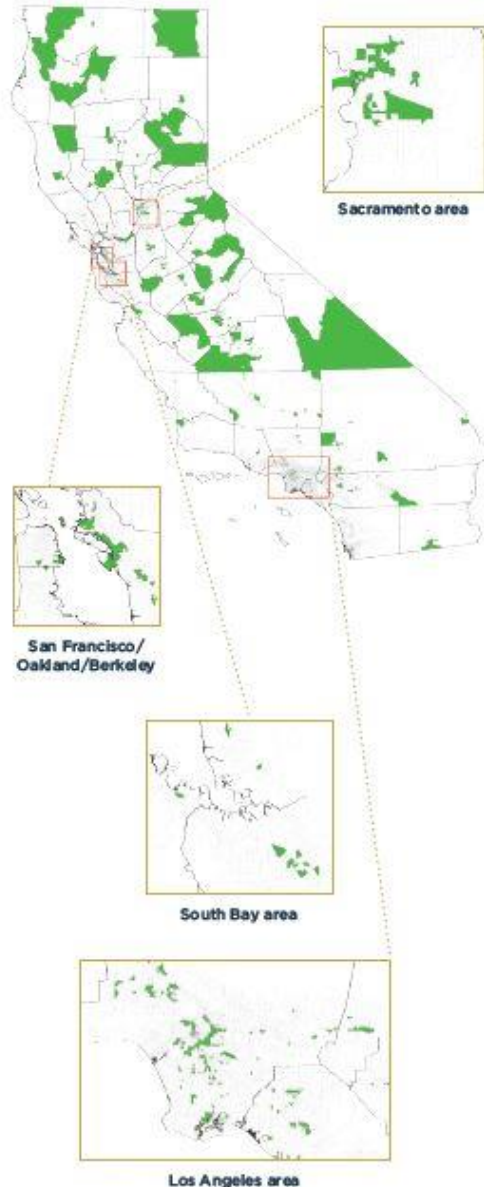 Sacramento area
San Francisco/
Oakland/Berkeley
South Bay area
Los Angeles area